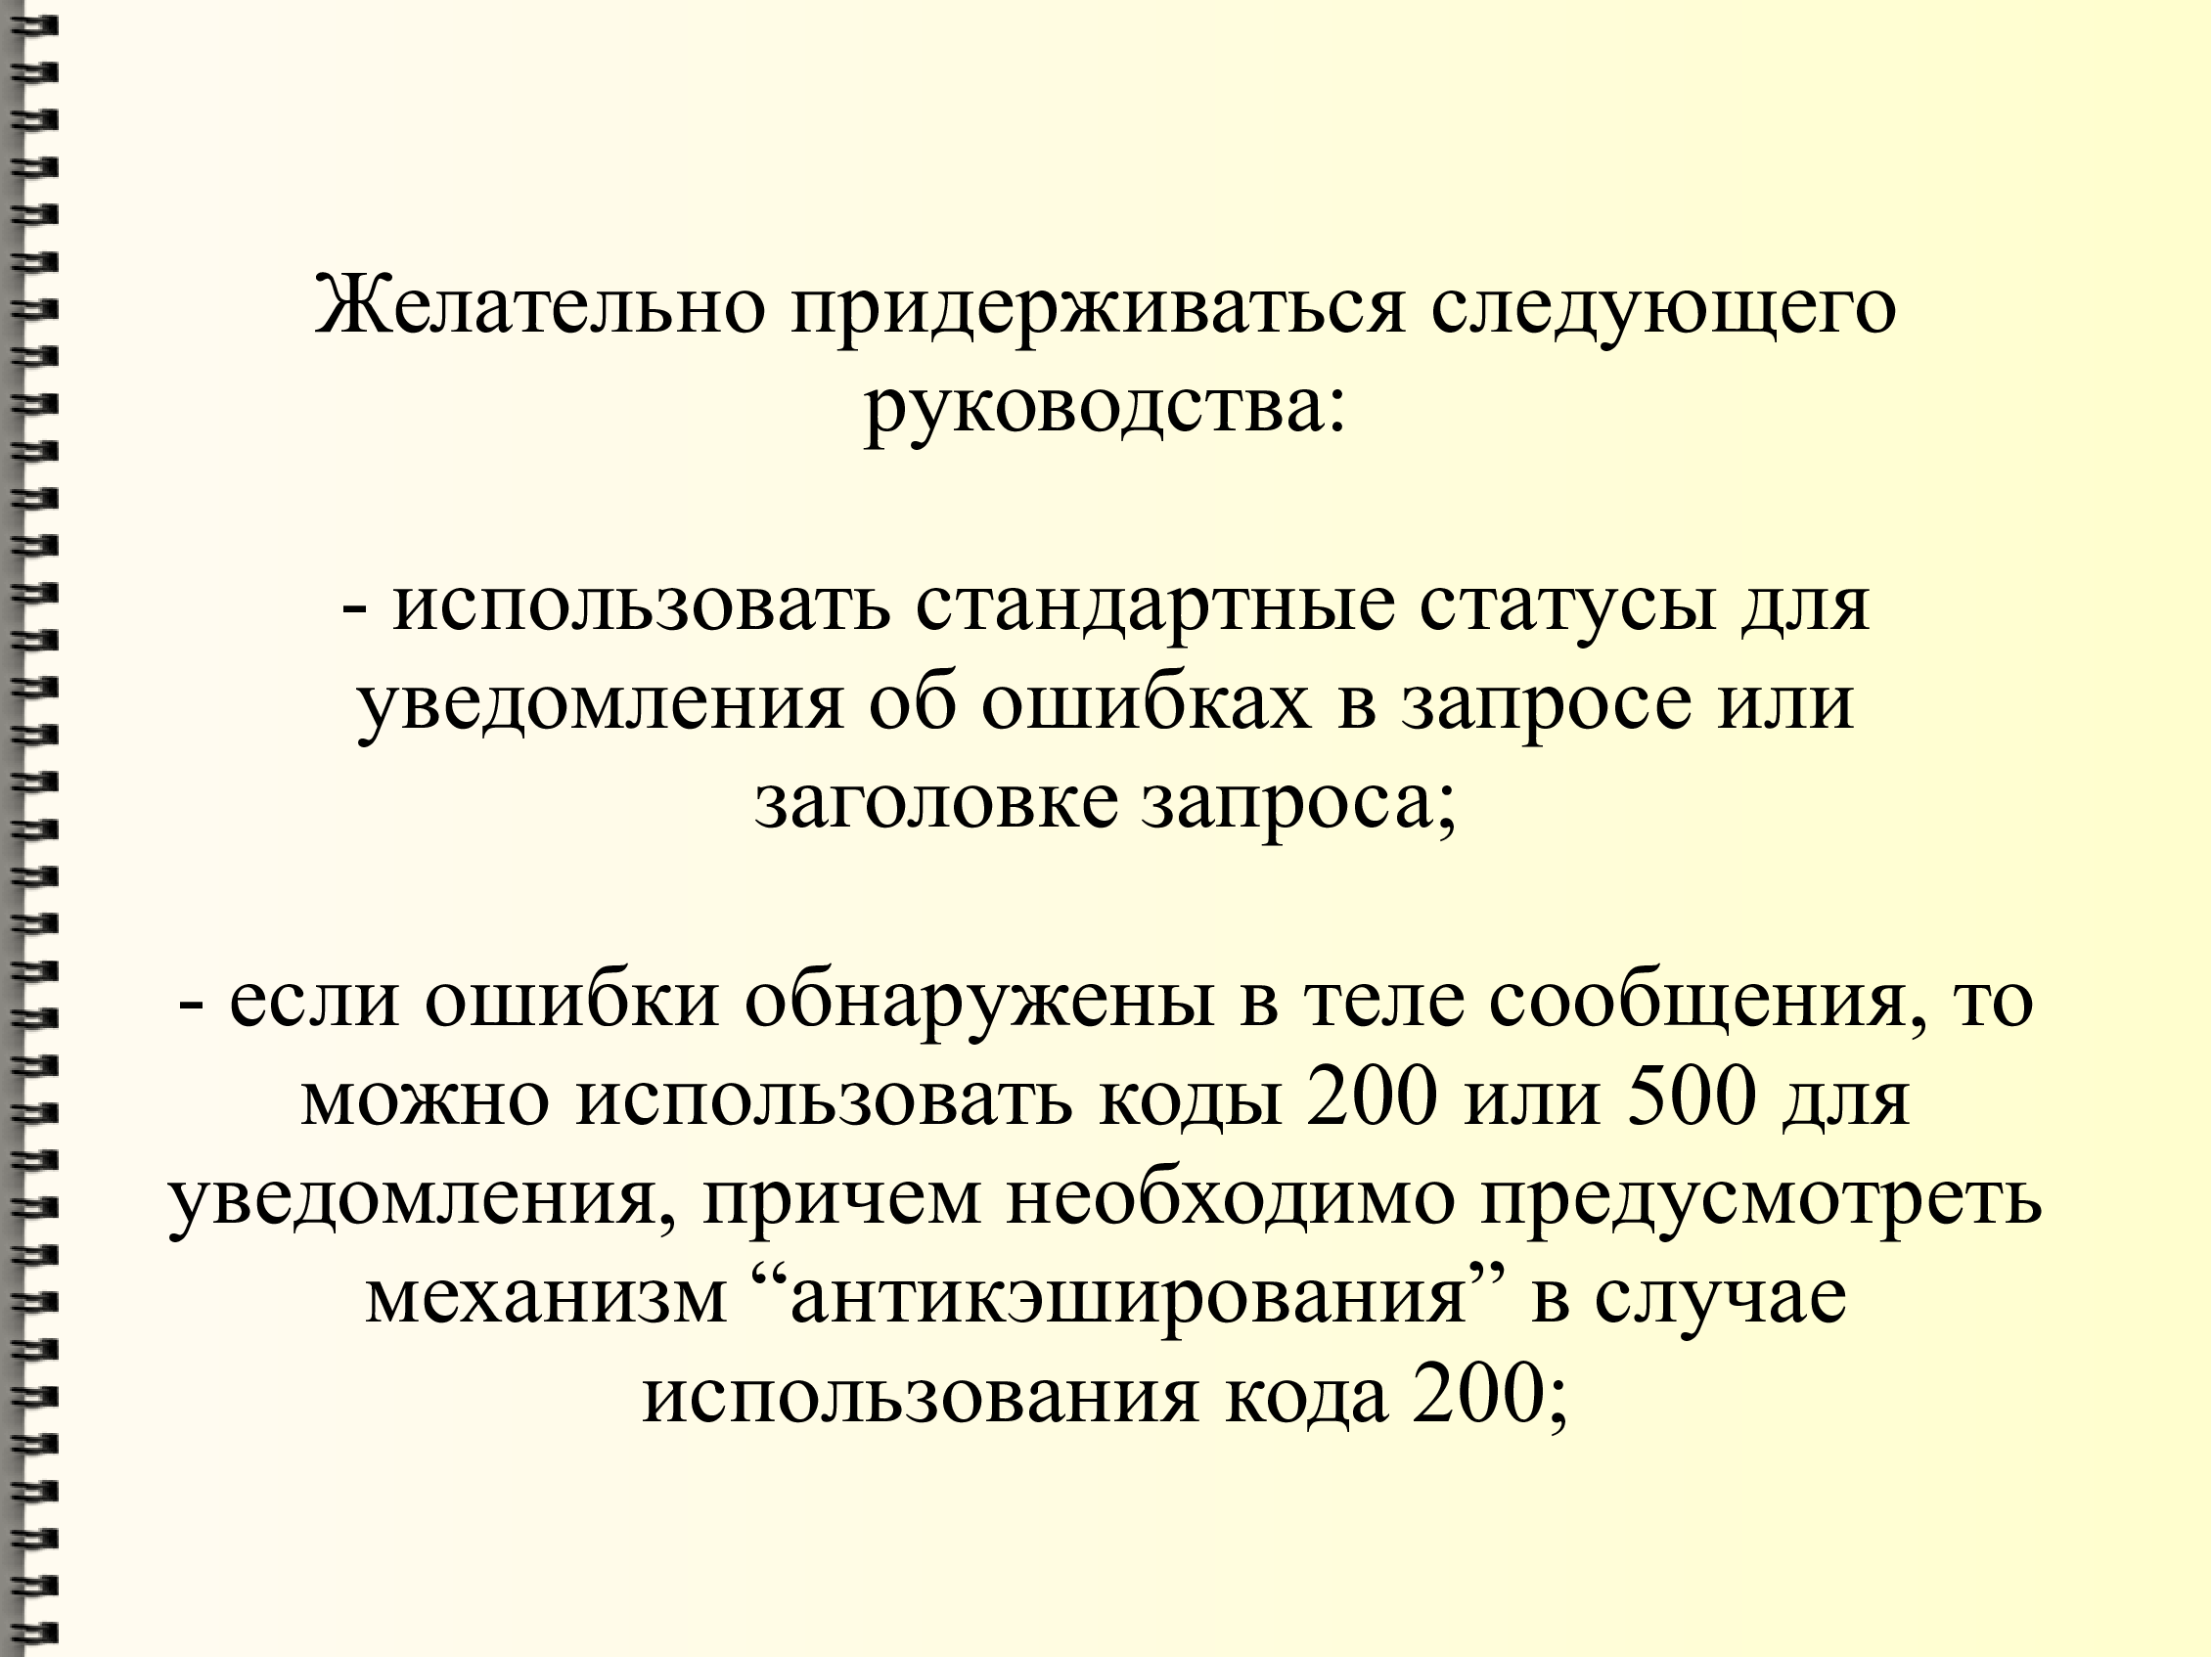 Желательно придерживаться следующего
руководства:
- использовать стандартные статусы для
уведомления об ошибках в запросе или
заголовке запроса;
- если ошибки обнаружены в теле сообщения, то
можно использовать коды 200 или 500 для
уведомления, причем необходимо предусмотреть
механизм “антикэширования” в случае
использования кода 200;